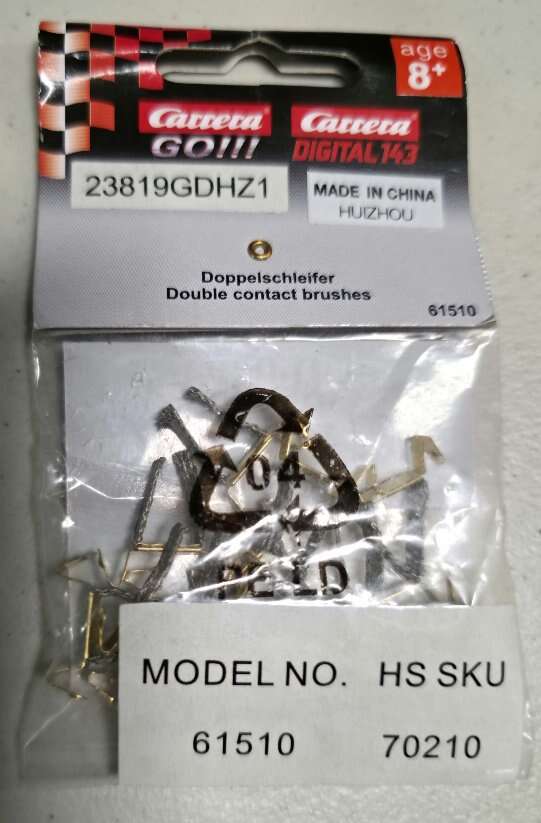 age
8+
Carrera
GO!!!
Carrera
DIGITAL 143
23819GDHZ1
MADE IN CHINA
HUIZHOU
Doppelschleifer
Double contact brushes
61510
04
PE-LD
MODEL NO. HS SKU
61510 70210